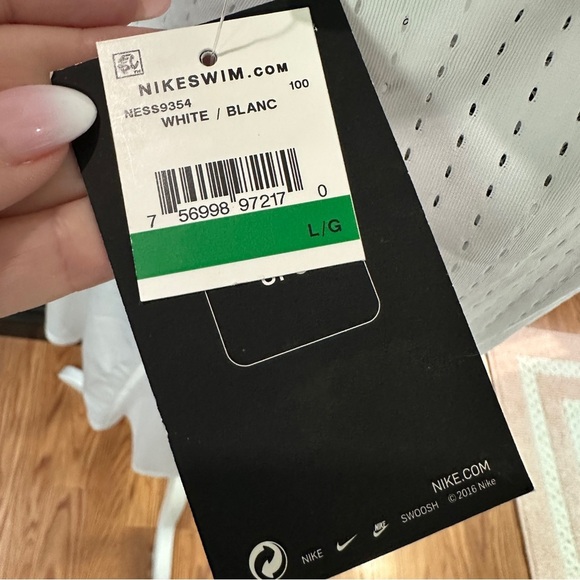 NIKESWIM.COM
NESS9354 100
WHITE / BLANC
7 56998 97217 0
L/G
NIKE.COM
© 2016 Nike
NIKE SWOOSH